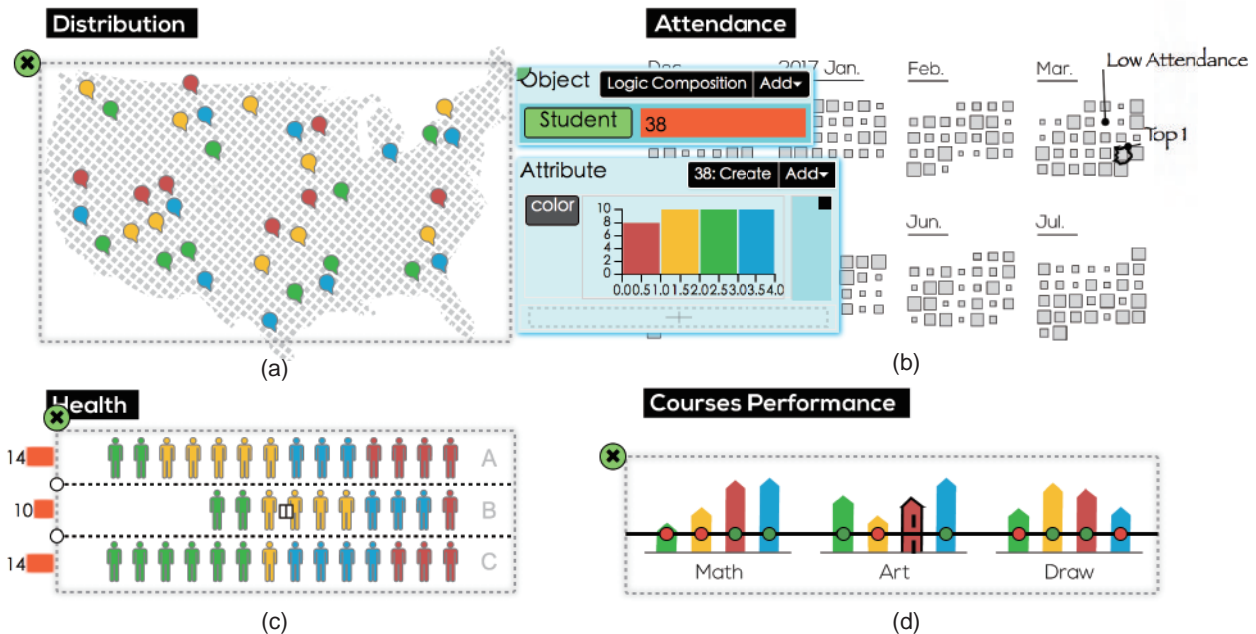 Distribution
Attendance
2017 Jan.
Feb.
Mar.
Low Attendance
Top 1
Object
Logic Composition
Add
Student
38
Attribute
38: Create
Add
color
10
8
6
4
2
0
0.00.51.01.52.02.53.03.54.0
Jun.
Jul.
(a)
(b)
Health
14
A
10
B
14
C
(c)
Courses Performance
Math
Art
Draw
(d)